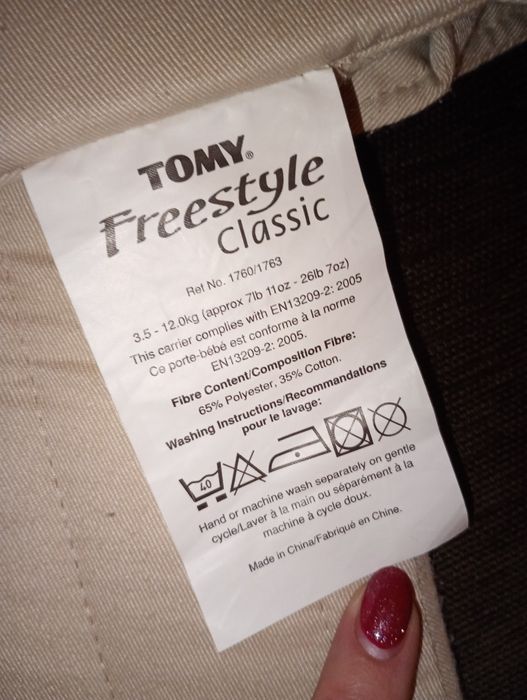 TOMY®
Freestyle
classic
Ref No. 1760/1763
3.5 - 12.0kg (approx 7lb 11oz - 26lb 7oz)
This carrier complies with EN13209-2: 2005
Ce porte-bébé est conforme à la norme
EN13209-2: 2005.
Fibre Content/Composition Fibre:
65% Polyester, 35% Cotton.
Washing Instructions/Recommandations
pour le lavage:
40
Hand or machine wash separately on gentle
cycle/Laver à la main ou séparément à la
machine à cycle doux.
Made in China/Fabriqué en Chine.